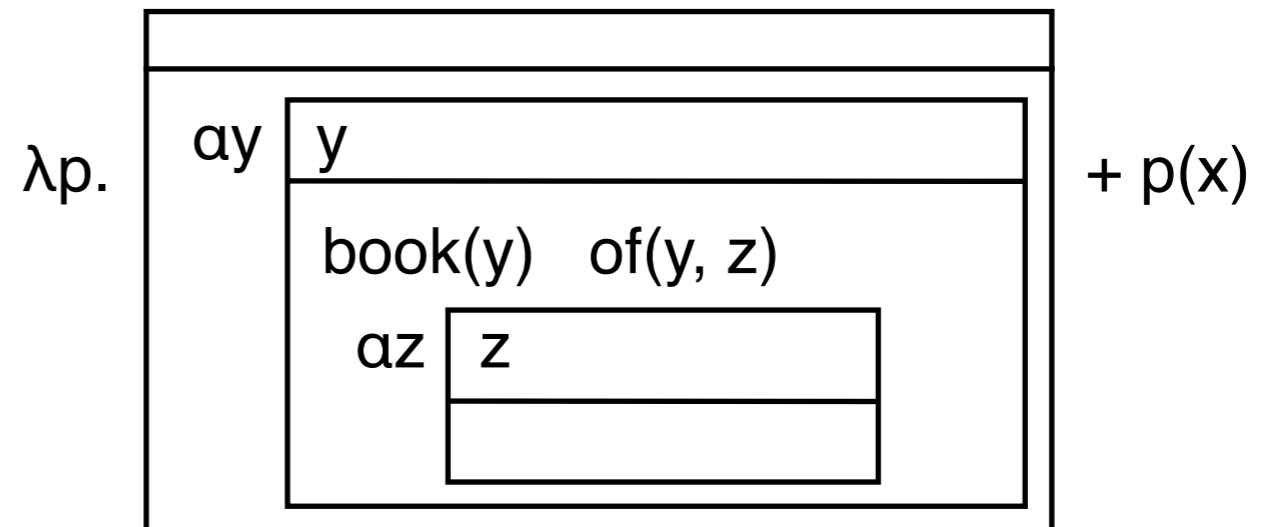 λp. + p(x)
αy y
book(y) of(y, z)
αz z